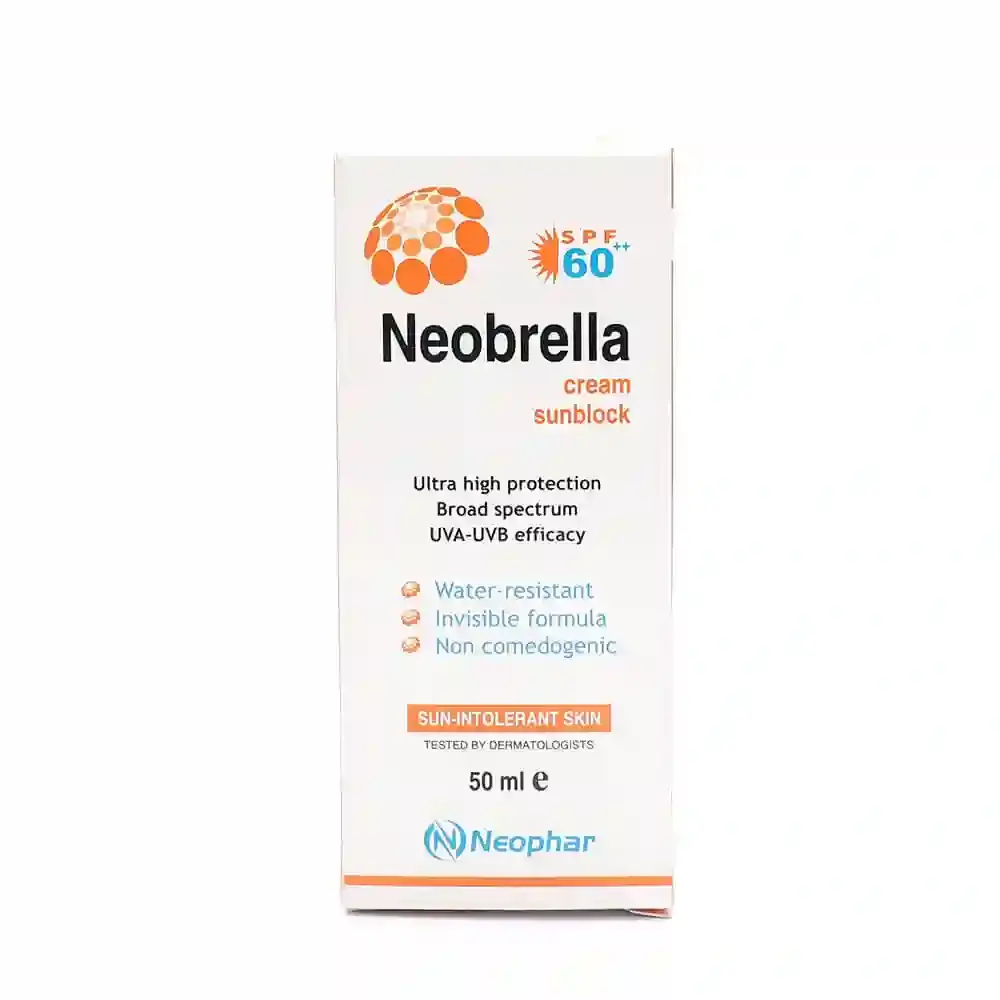 SPF
60++
Neobrella
cream
sunblock
Ultra high protection
Broad spectrum
UVA-UVB efficacy
Water-resistant
Invisible formula
Non comedogenic
SUN-INTOLERANT SKIN
TESTED BY DERMATOLOGISTS
50 ml e
N Neophar